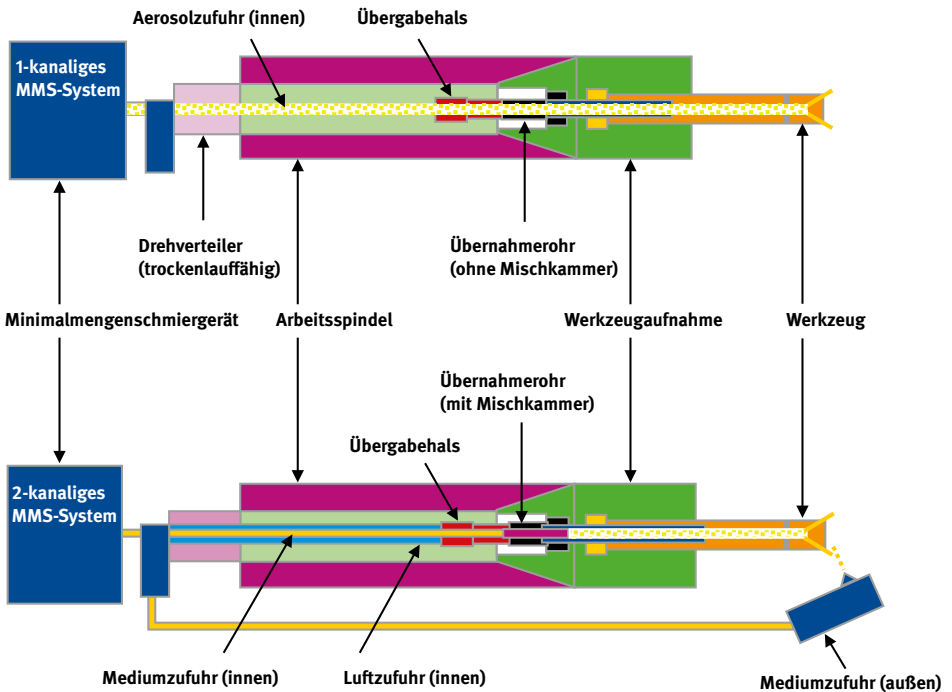 Aerosolzufuhr (innen)
Übergabehals
1-kanaliges
MMS-System
Drehverteiler
(trockenlauffähig)
Übernahmerohr
(ohne Mischkammer)
Minimalmengenschmiergerät
Arbeitsspindel
Werkzeugaufnahme
Werkzeug
Übernahmerohr
(mit Mischkammer)
Übergabehals
2-kanaliges
MMS-System
Mediumzufuhr (innen)
Luftzufuhr (innen)
Mediumzufuhr (außen)